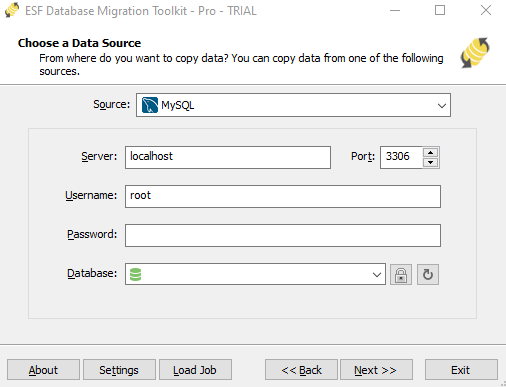 ESF Database Migration Toolkit - Pro - TRIAL
Choose a Data Source
From where do you want to copy data? You can copy data from one of the following
sources.
Source: MySQL
Server: localhost Port: 3306
Username: root
Password:
Database:
About Settings Load Job << Back Next >> Exit